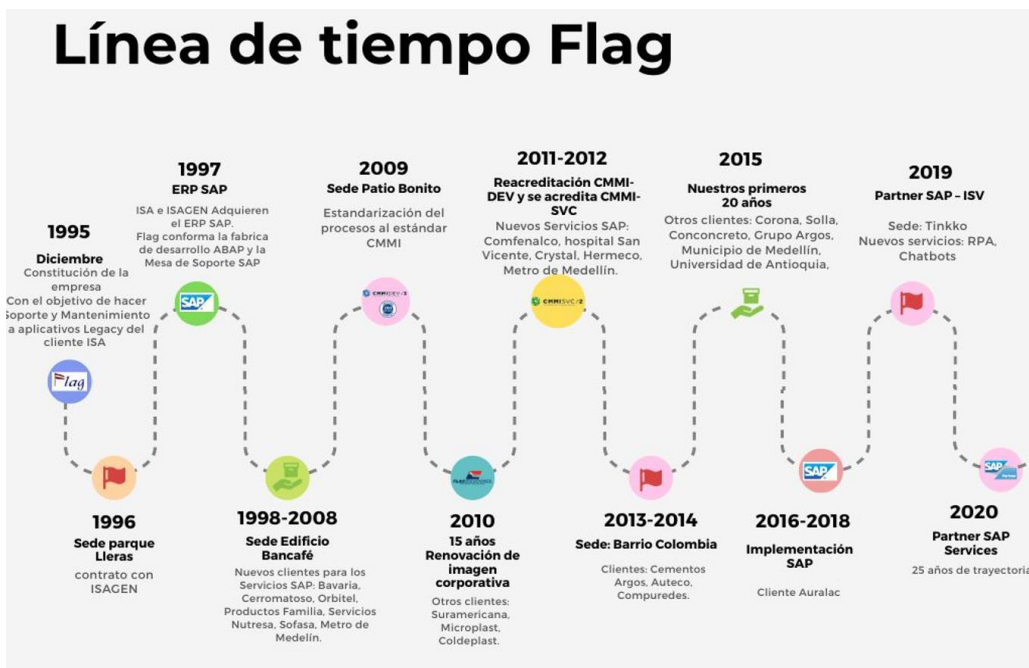 Línea de tiempo Flag
1995
Diciembre
Constitución de la
empresa
Con el objetivo de hacer
Soporte y Mantenimiento
a aplicativos Legacy del
cliente ISA
Flag
1996
Sede parque
Lleras
contrato con
ISAGEN
1997
ERP SAP
ISA e ISAGEN Adquieren
el ERP SAP.
Flag conforma la fabrica
de desarrollo ABAP y la
Mesa de Soporte SAP
SAP
1998-2008
Sede Edificio
Bancafé
Nuevos clientes para los
Servicios SAP: Bavaria,
Cerromatoso, Orbitel,
Productos Familia, Servicios
Nutresa, Sofasa, Metro de
Medelín.
2009
Sede Patio Bonito
Estandarización del
procesos al estándar
CMMI
CMMIDEV/3
2010
15 años
Renovación de
imagen
corporativa
Otros clientes:
Suramericana,
Microplast,
Coldeplast.
2011-2012
Reacreditación CMMI-
DEV y se acredita CMMI-
SVC
Nuevos Servicios SAP:
Comfenalco, hospital San
Vicente, Crystal, Hermeco,
Metro de Medellín.
CMMISVC/2
2013-2014
Sede: Barrio Colombia
Clientes: Cementos
Argos, Auteco,
Compuredes.
2015
Nuestros primeros
20 años
Otros clientes: Corona, Solla,
Conconcreto, Grupo Argos,
Municipio de Medellín,
Universidad de Antioquia,
SAP
2016-2018
Implementación
SAP
Cliente Auralac
2019
Partner SAP – ISV
Sede: Tinkko
Nuevos servicios: RPA,
Chatbots
SAP
2020
Partner SAP
Services
25 años de trayectoria